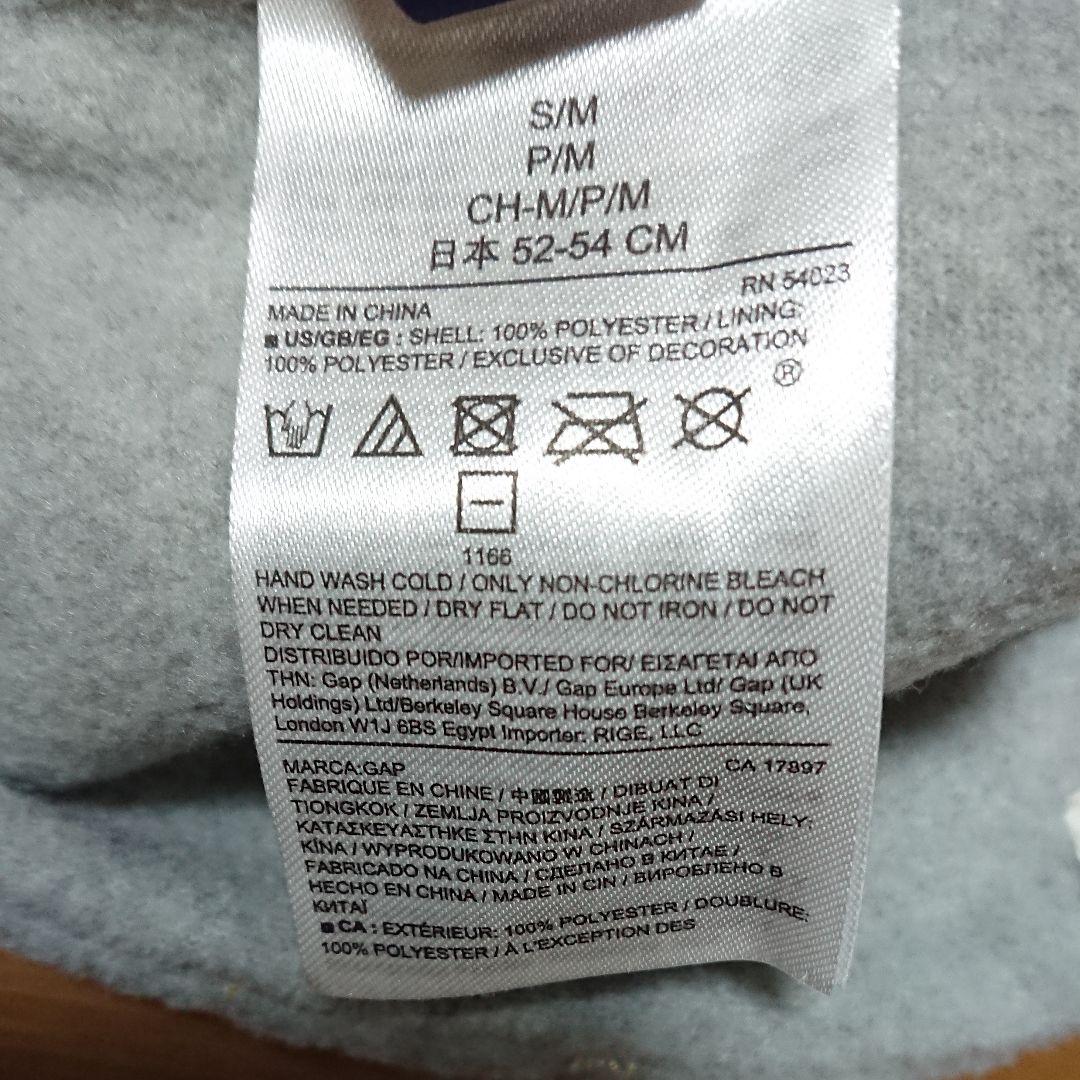 S/M
P/M
CH-M/P/M
日本 52-54 CM
RN 54023
MADE IN CHINA
■ US/GB/EG : SHELL: 100% POLYESTER / LINING:
100% POLYESTER / EXCLUSIVE OF DECORATION
®
1166
HAND WASH COLD / ONLY NON-CHLORINE BLEACH
WHEN NEEDED / DRY FLAT / DO NOT IRON / DO NOT
DRY CLEAN
DISTRIBUIDO POR/IMPORTED FOR/ ΕΙΣΑΓΕΤΑΙ ΑΠΟ
ΤΗΝ: Gap (Netherlands) B.V./ Gap Europe Ltd/ Gap (UK
Holdings) Ltd/Berkeley Square House Berkeley Square,
London W1J 6BS Egypt Importer: RIGE, LLC
MARCA:GAP
CA 17897
FABRIQUE EN CHINE / 中國製造 / DIBUAT DI
TIONGKOK / ZEMLJA PROIZVODNJE KINA /
ΚΑΤΑΣΚΕΥΑΣΤΗΚΕ ΣΤΗΝ ΚΙΝΑ / SZÁRMAZÁSI HELY:
KÍNA / WYPRODUKOWANO W CHINACH /
FABRICADO NA CHINA / СДЕЛАНО В КИТАЕ /
HECHO EN CHINA / MADE IN CIN / ВИРОБЛЕНО В
КИТАЇ
■ CA : EXTÉRIEUR: 100% POLYESTER / DOUBLURE:
100% POLYESTER / À L'EXCEPTION DES